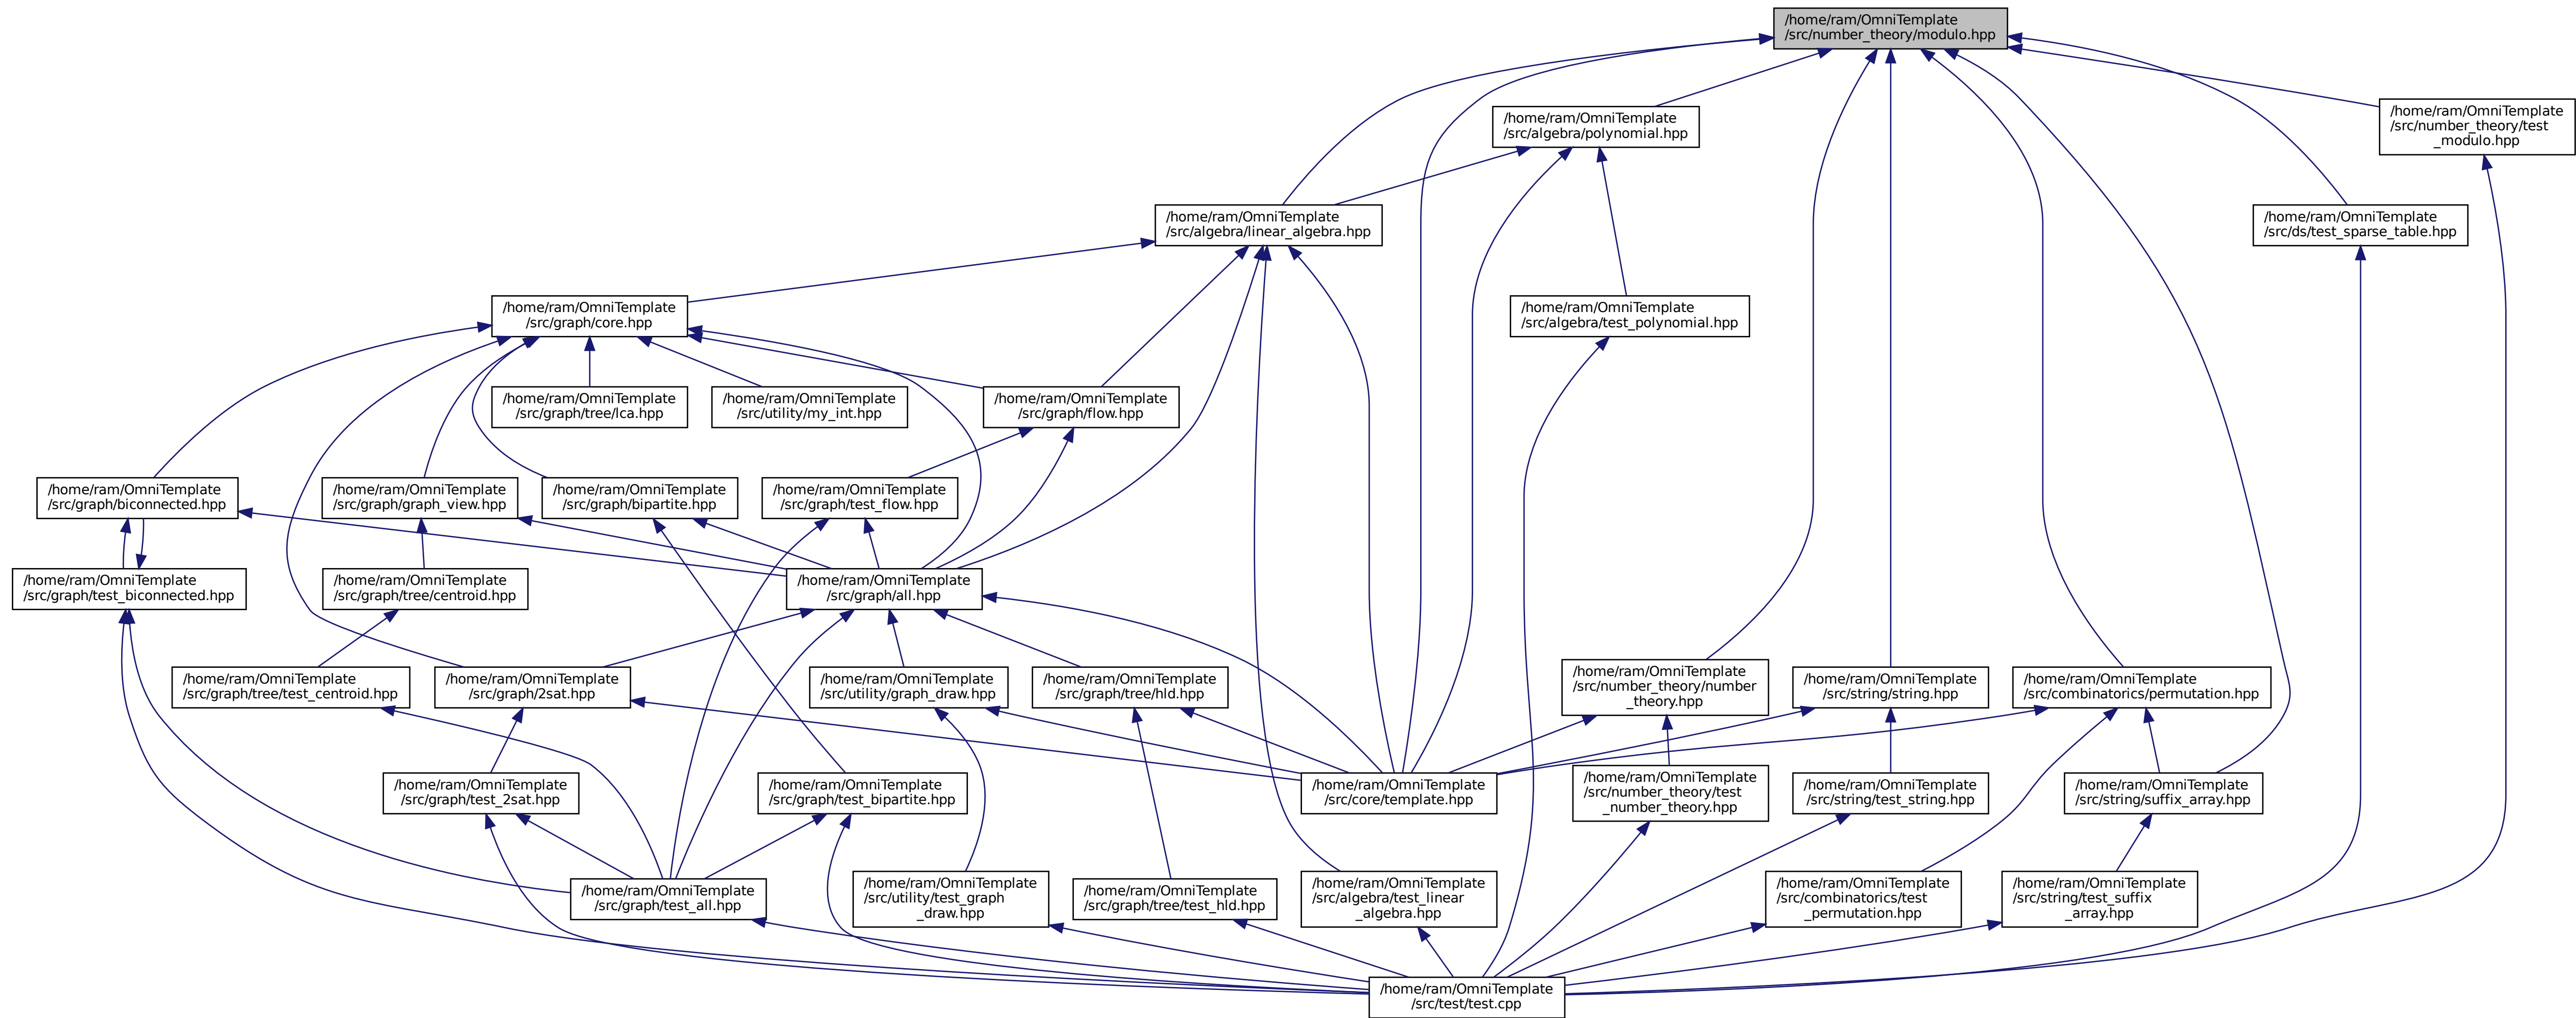 /home/ram/OmniTemplate
/src/number_theory/modulo.hpp
/home/ram/OmniTemplate
/src/algebra/polynomial.hpp
/home/ram/OmniTemplate
/src/number_theory/test
_modulo.hpp
/home/ram/OmniTemplate
/src/algebra/linear_algebra.hpp
/home/ram/OmniTemplate
/src/ds/test_sparse_table.hpp
/home/ram/OmniTemplate
/src/graph/core.hpp
/home/ram/OmniTemplate
/src/algebra/test_polynomial.hpp
/home/ram/OmniTemplate
/src/graph/tree/lca.hpp
/home/ram/OmniTemplate
/src/utility/my_int.hpp
/home/ram/OmniTemplate
/src/graph/flow.hpp
/home/ram/OmniTemplate
/src/graph/biconnected.hpp
/home/ram/OmniTemplate
/src/graph/graph_view.hpp
/home/ram/OmniTemplate
/src/graph/bipartite.hpp
/home/ram/OmniTemplate
/src/graph/test_flow.hpp
/home/ram/OmniTemplate
/src/graph/test_biconnected.hpp
/home/ram/OmniTemplate
/src/graph/tree/centroid.hpp
/home/ram/OmniTemplate
/src/graph/all.hpp
/home/ram/OmniTemplate
/src/graph/tree/test_centroid.hpp
/home/ram/OmniTemplate
/src/graph/2sat.hpp
/home/ram/OmniTemplate
/src/utility/graph_draw.hpp
/home/ram/OmniTemplate
/src/graph/tree/hld.hpp
/home/ram/OmniTemplate
/src/number_theory/number
_theory.hpp
/home/ram/OmniTemplate
/src/string/string.hpp
/home/ram/OmniTemplate
/src/combinatorics/permutation.hpp
/home/ram/OmniTemplate
/src/graph/test_2sat.hpp
/home/ram/OmniTemplate
/src/graph/test_bipartite.hpp
/home/ram/OmniTemplate
/src/core/template.hpp
/home/ram/OmniTemplate
/src/number_theory/test
_number_theory.hpp
/home/ram/OmniTemplate
/src/string/test_string.hpp
/home/ram/OmniTemplate
/src/string/suffix_array.hpp
/home/ram/OmniTemplate
/src/graph/test_all.hpp
/home/ram/OmniTemplate
/src/utility/test_graph
_draw.hpp
/home/ram/OmniTemplate
/src/graph/tree/test_hld.hpp
/home/ram/OmniTemplate
/src/algebra/test_linear
_algebra.hpp
/home/ram/OmniTemplate
/src/combinatorics/test
_permutation.hpp
/home/ram/OmniTemplate
/src/string/test_suffix
_array.hpp
/home/ram/OmniTemplate
/src/test/test.cpp